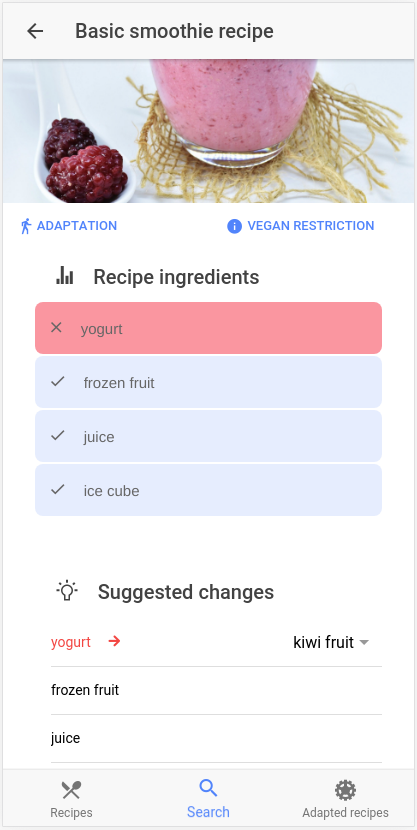 Basic smoothie recipe
ADAPTATION VEGAN RESTRICTION
Recipe ingredients
yogurt
frozen fruit
juice
ice cube
Suggested changes
yogurt kiwi fruit
frozen fruit
juice
Recipes Search Adapted recipes